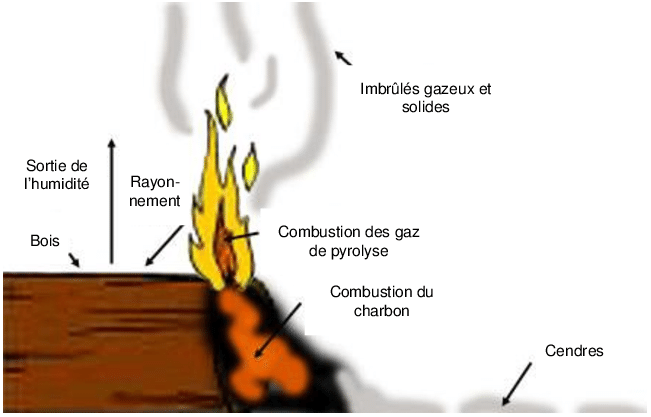 Imbrûlés gazeux et
solides
Sortie de
l'humidité
Rayon-
nement
Bois
Combustion des gaz
de pyrolyse
Combustion du
charbon
Cendres